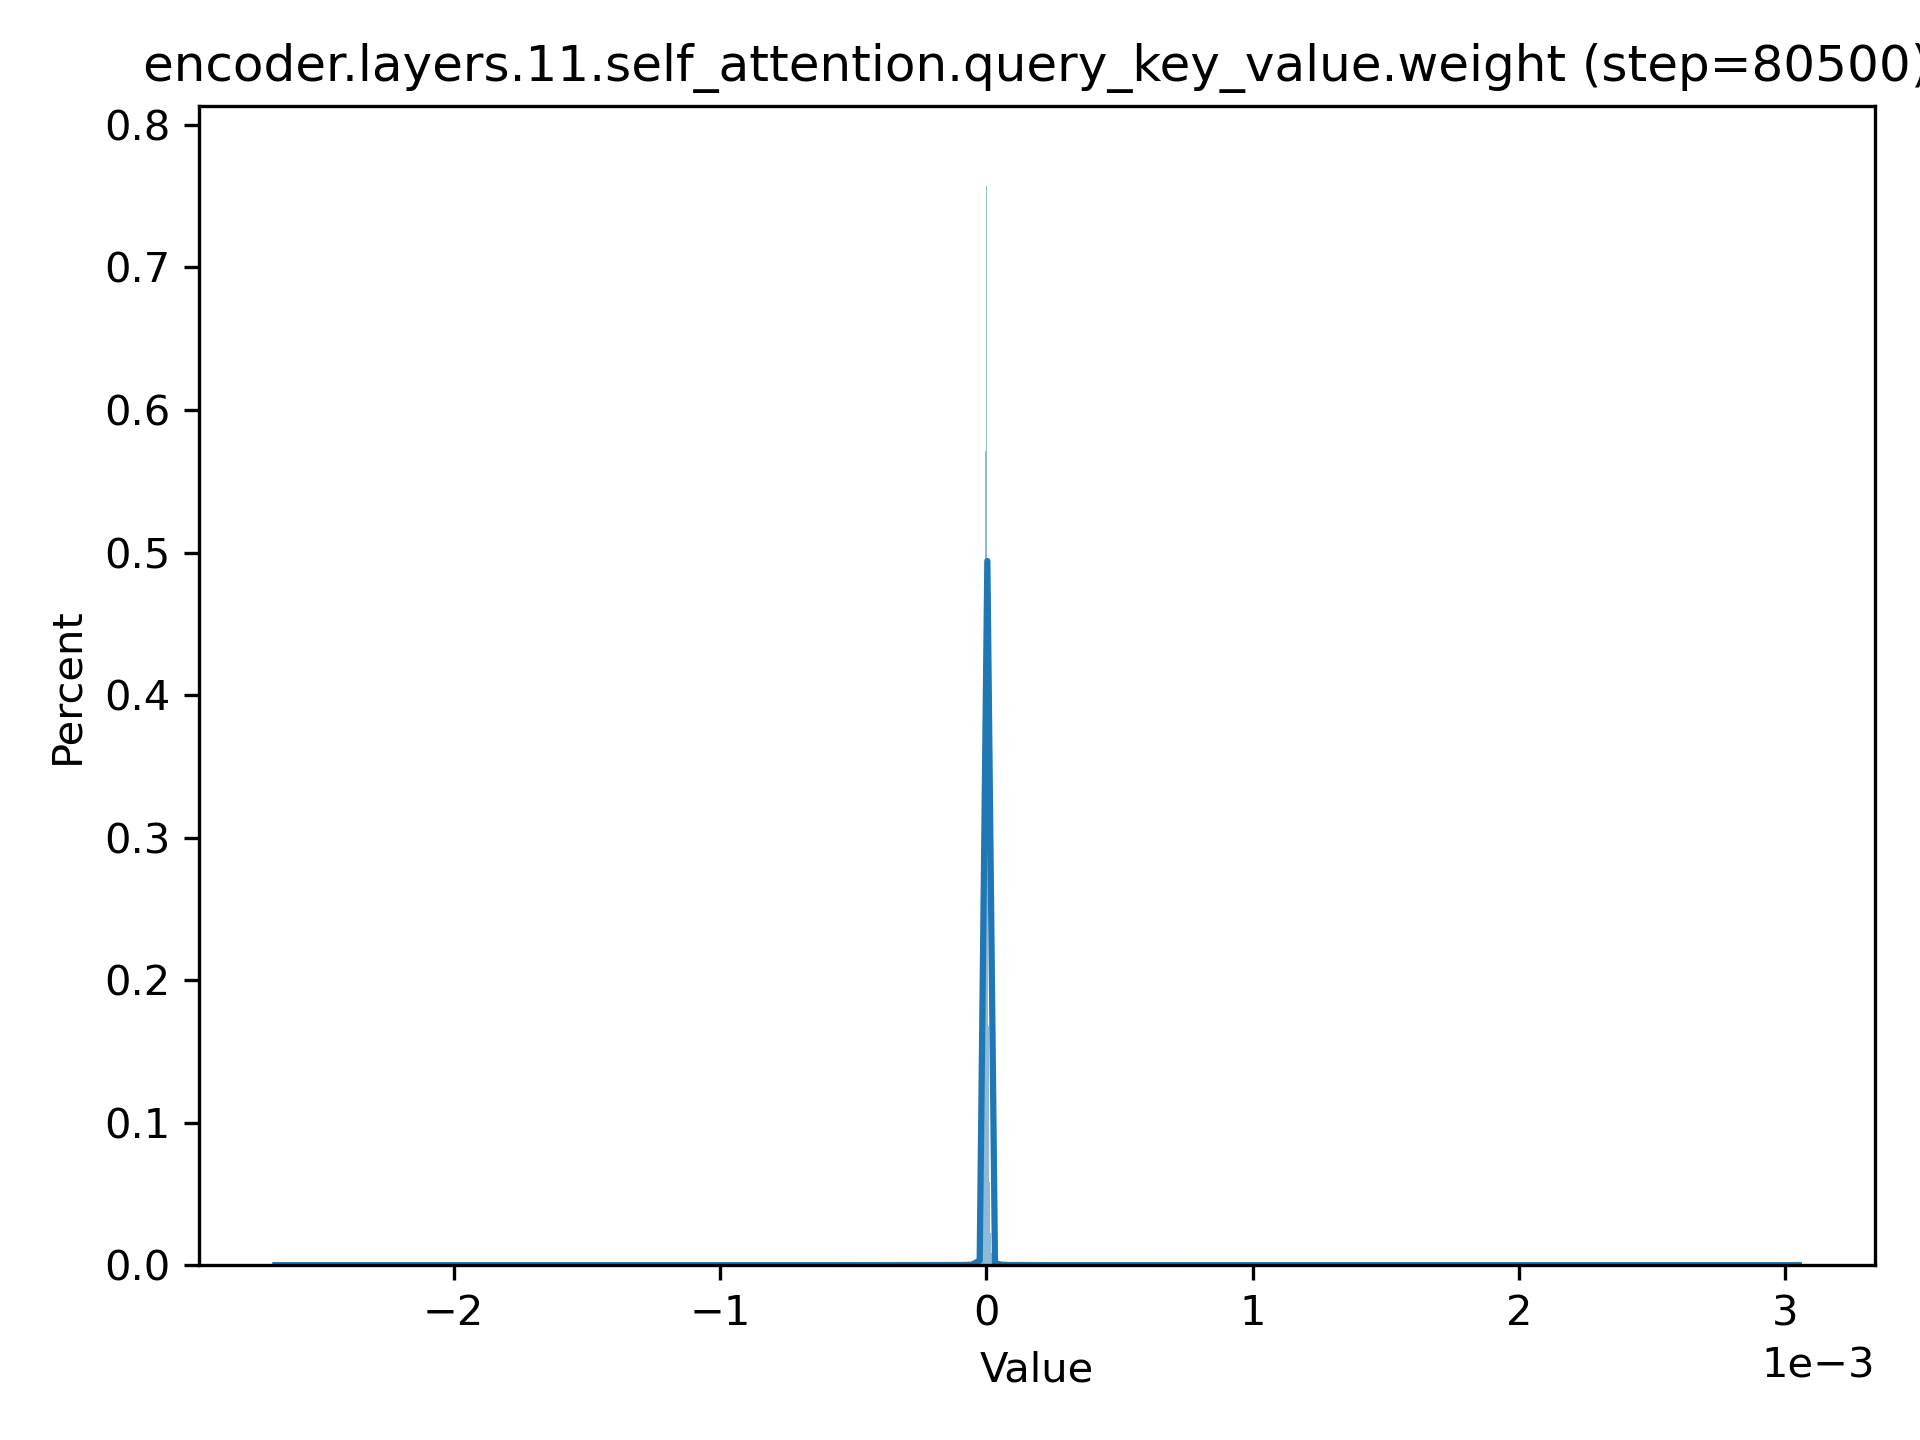 encoder.layers.11.self_attention.query_key_value.weight (step=80500)
0.8
0.7
0.6
0.5
0.4
0.3
0.2
0.1
0.0
Percent
−2 −1 0 1 2 3
1e−3
Value